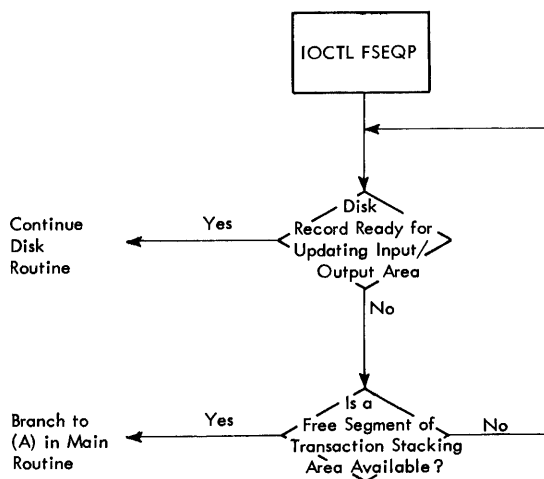 IOCTL FSEQP
Disk
Record Ready for
Updating Input/
Output Area
Yes
Continue
Disk
Routine
No
Is a
Free Segment of
Transaction Stacking
Area Available?
Yes
No
Branch to
(A) in Main
Routine